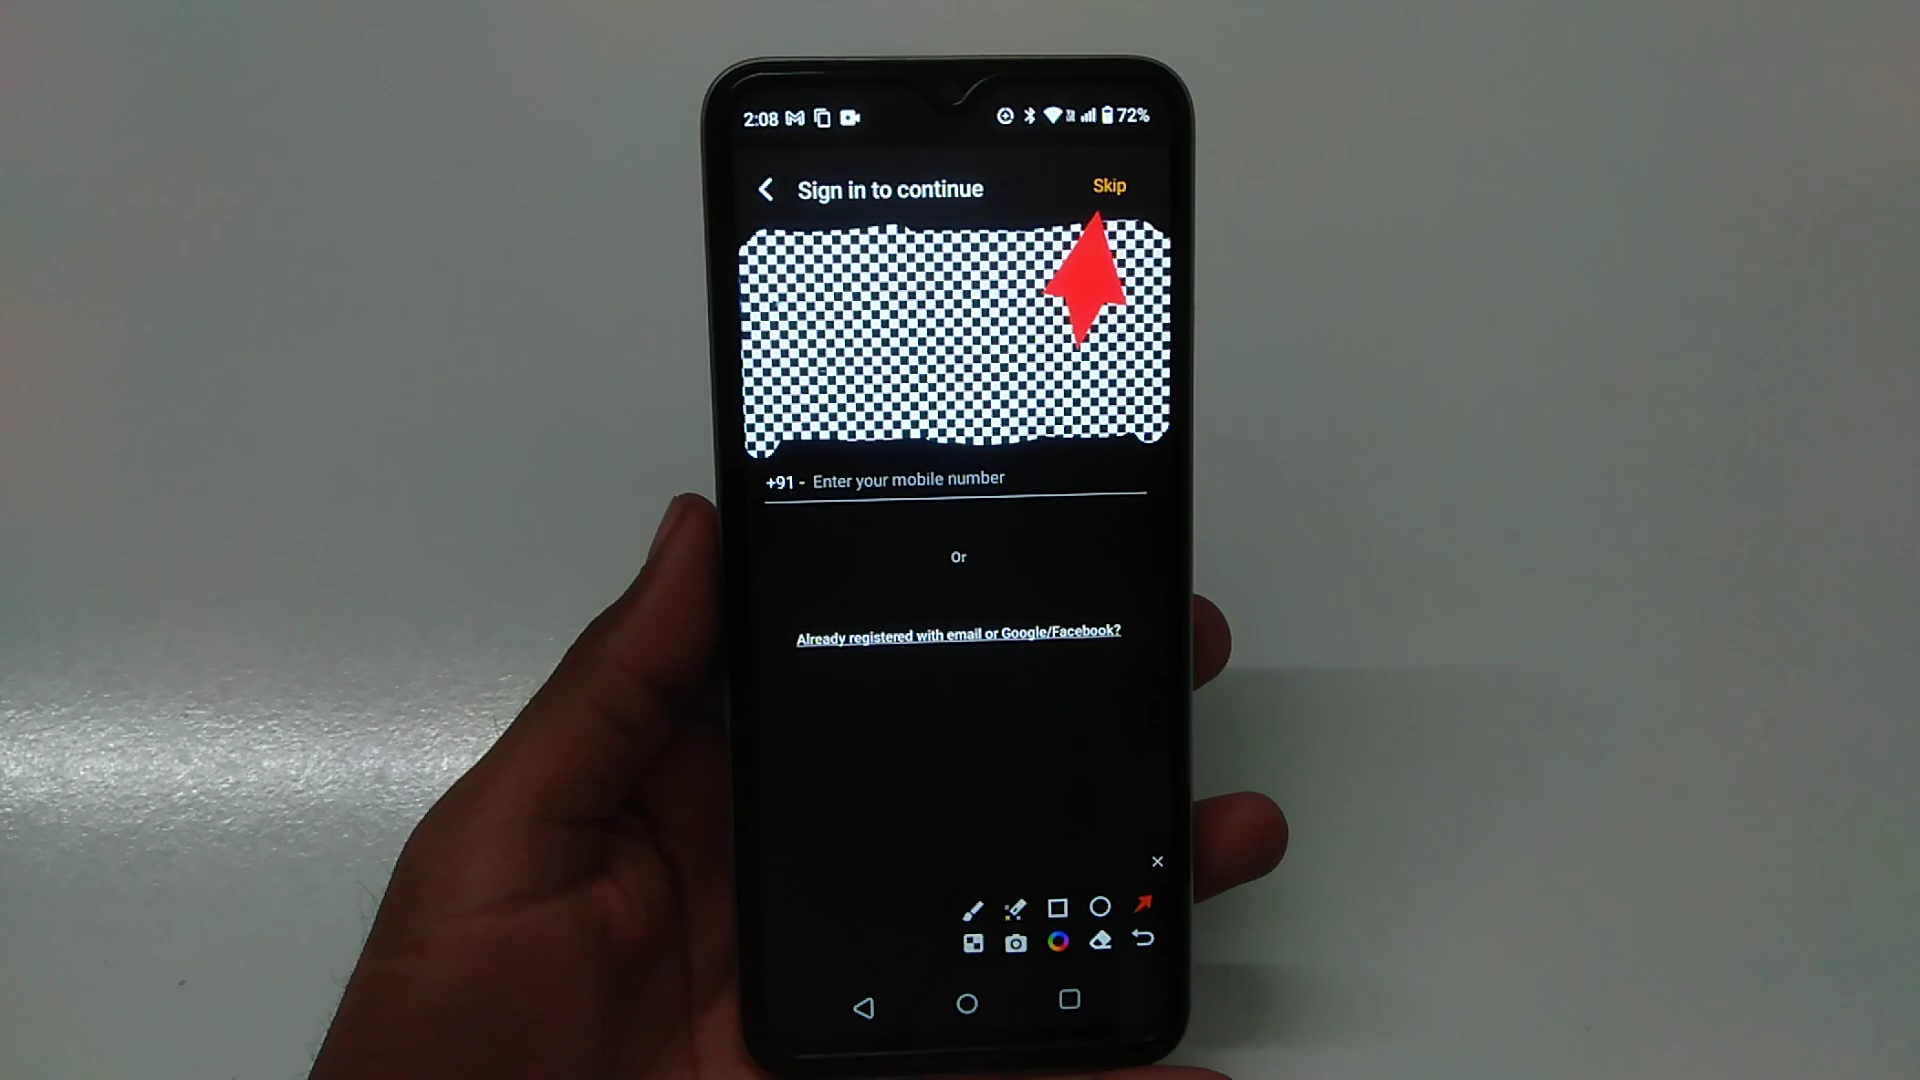 2:08 72%
Sign in to continue Skip
+91 - Enter your mobile number
Or
Already registered with email or Google/Facebook?